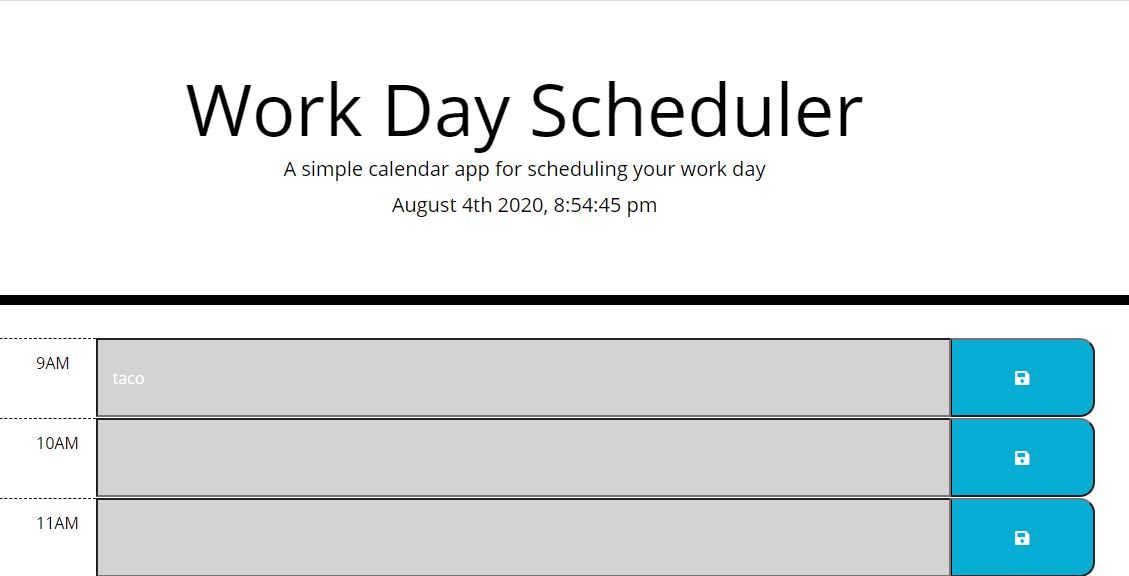 Work Day Scheduler
A simple calendar app for scheduling your work day
August 4th 2020, 8:54:45 pm
9AM
taco
10AM
11AM